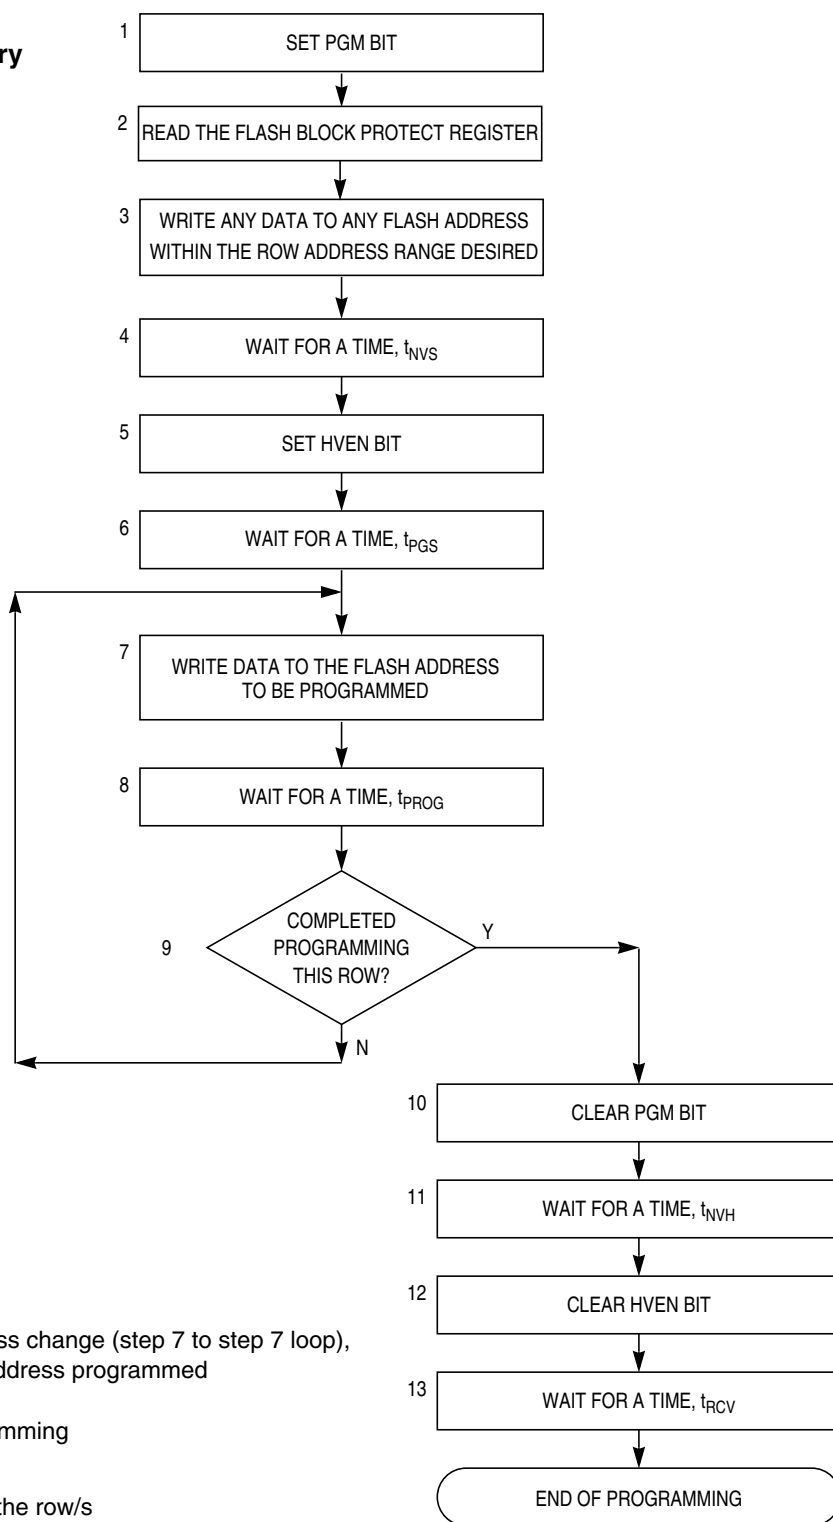 1
SET PGM BIT
ry
2
READ THE FLASH BLOCK PROTECT REGISTER
3
WRITE ANY DATA TO ANY FLASH ADDRESS
WITHIN THE ROW ADDRESS RANGE DESIRED
4
WAIT FOR A TIME, tNVS
5
SET HVEN BIT
6
WAIT FOR A TIME, tPGS
7
WRITE DATA TO THE FLASH ADDRESS
TO BE PROGRAMMED
8
WAIT FOR A TIME, tPROG
9
COMPLETED
PROGRAMMING
THIS ROW?
Y
N
10
CLEAR PGM BIT
11
WAIT FOR A TIME, tNVH
12
CLEAR HVEN BIT
13
WAIT FOR A TIME, tRCV
END OF PROGRAMMING
ss change (step 7 to step 7 loop),
ddress programmed
mming
the row/s